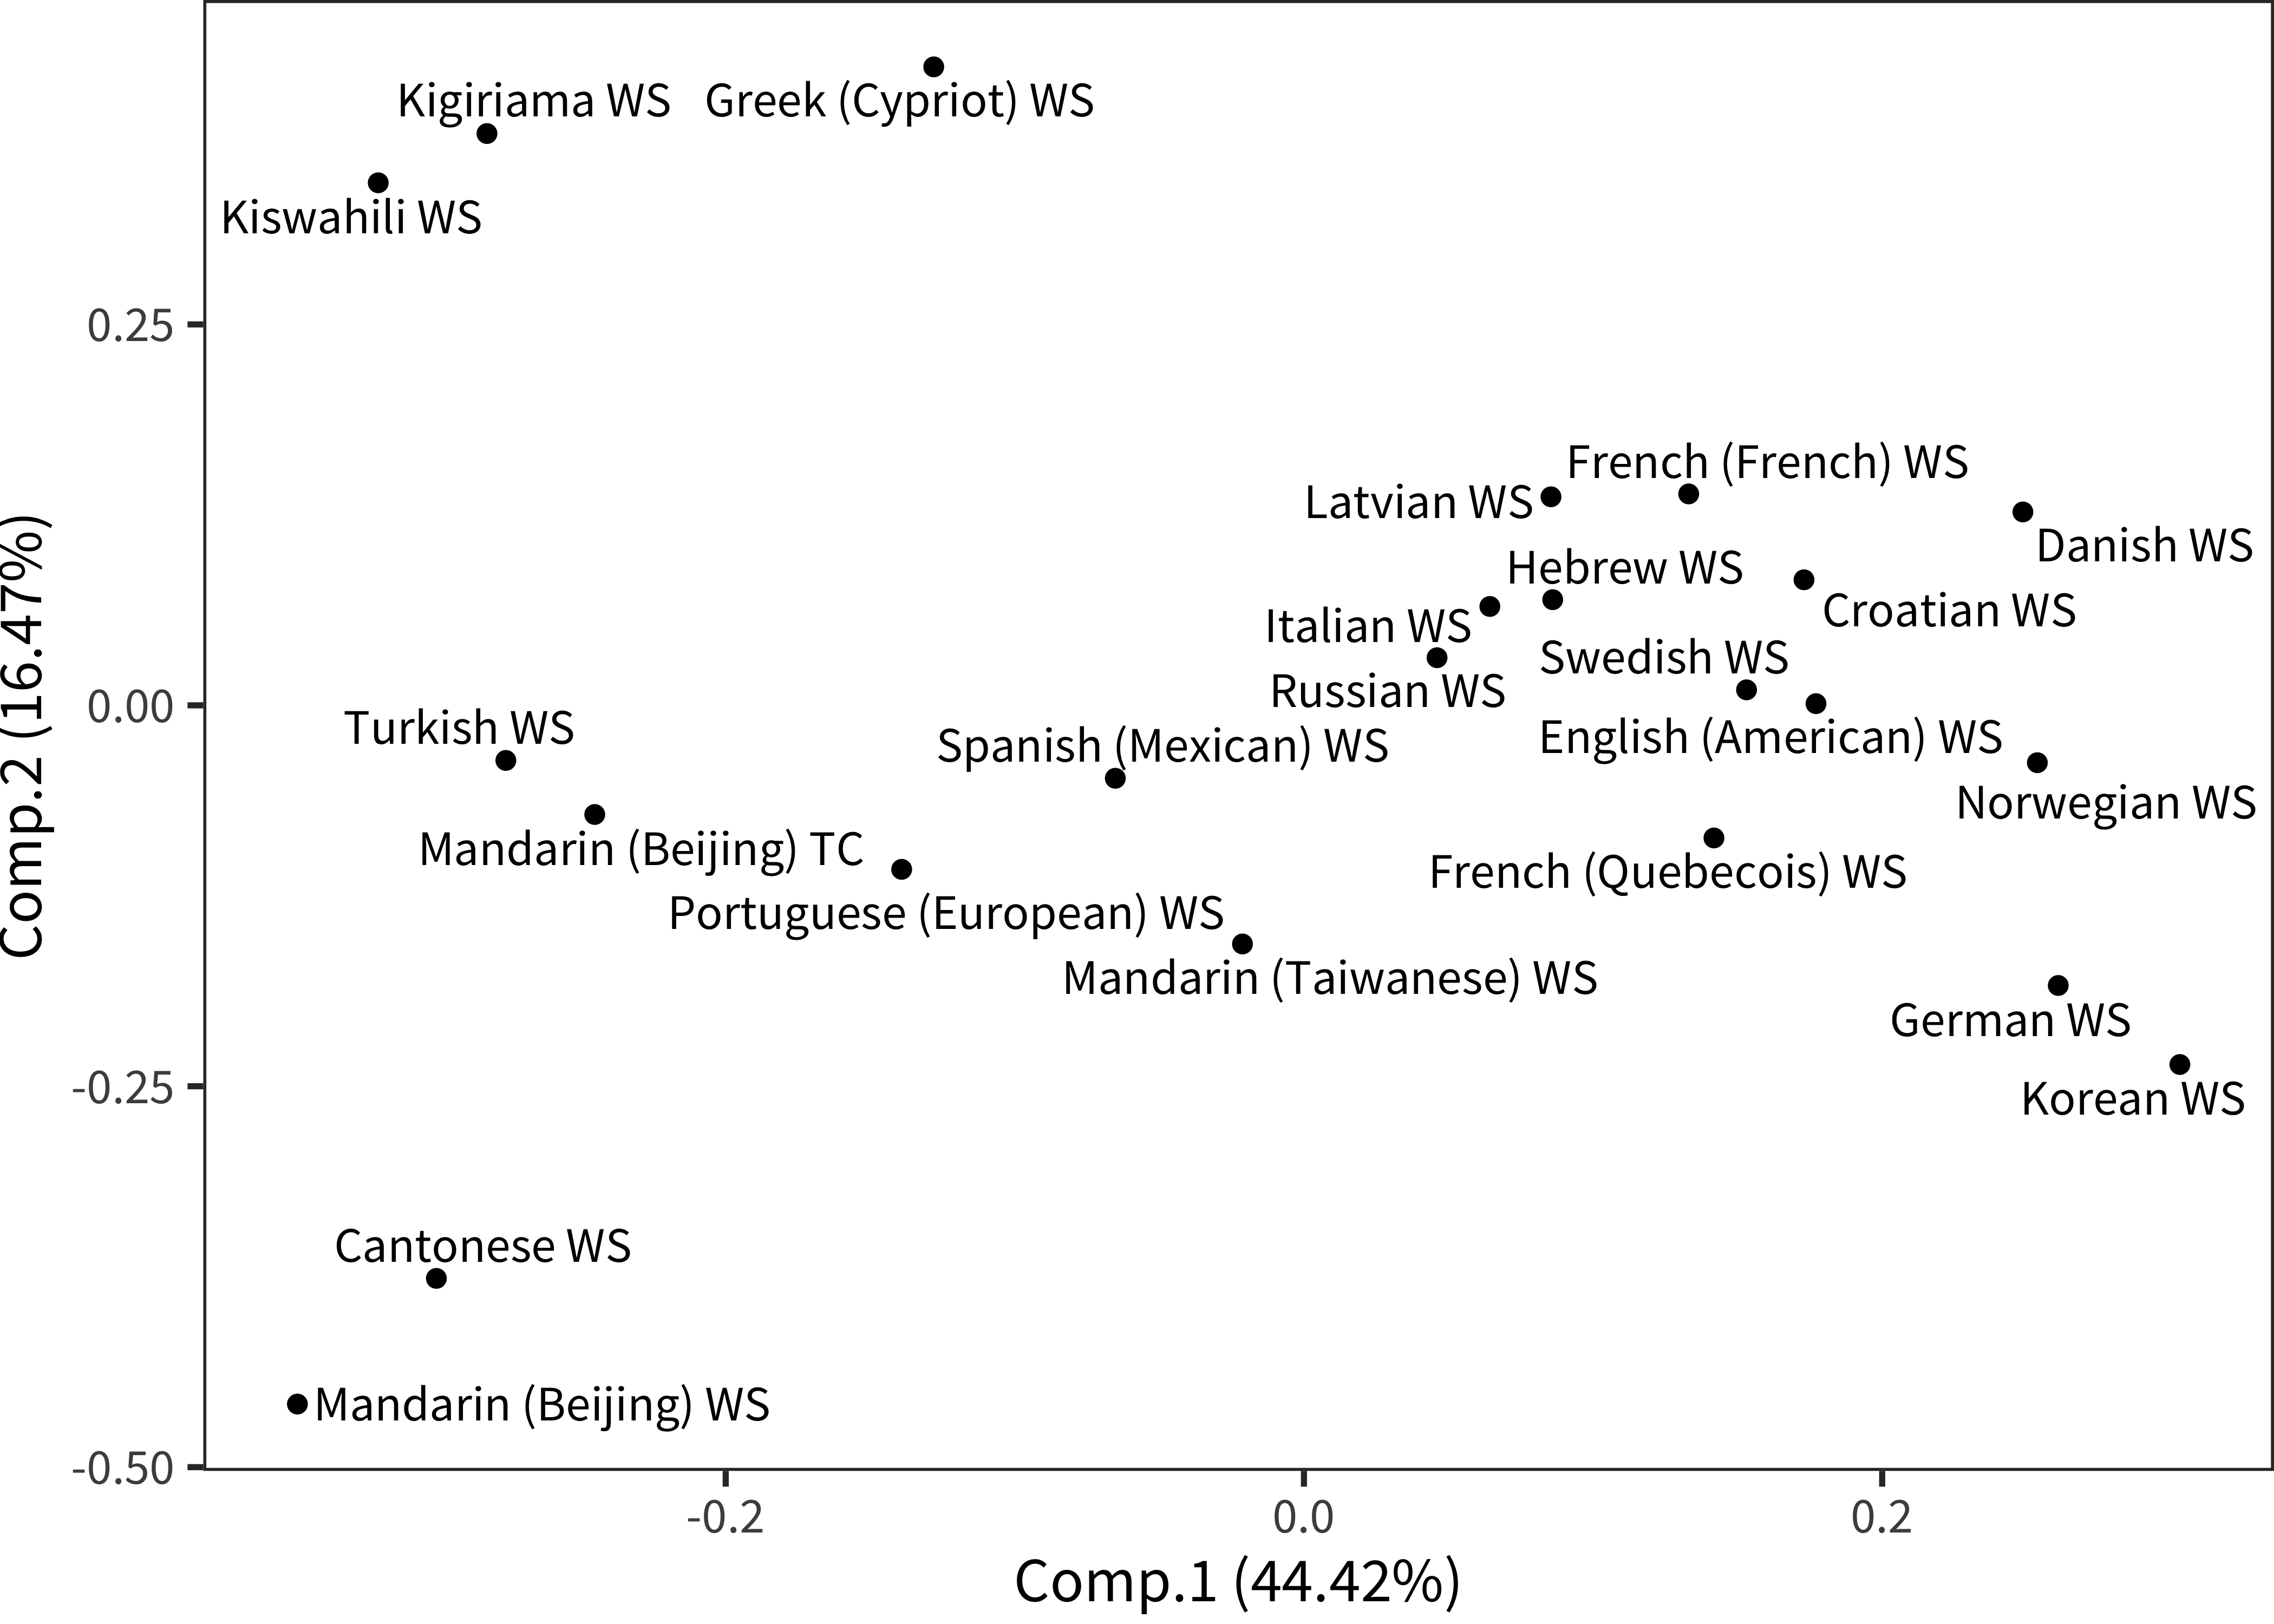 Kigiriama WS
Greek (Cypriot) WS
Kiswahili WS
0.25
French (French) WS
Latvian WS
Danish WS
Hebrew WS
Croatian WS
Italian WS
Swedish WS
Russian WS
0.00
Turkish WS
English (American) WS
Spanish (Mexican) WS
Norwegian WS
Mandarin (Beijing) TC
French (Quebecois) WS
Portuguese (European) WS
Comp.2 (16.47%)
Mandarin (Taiwanese) WS
German WS
-0.25
Korean WS
Cantonese WS
Mandarin (Beijing) WS
-0.50
-0.2
0.0
0.2
Comp.1 (44.42%)